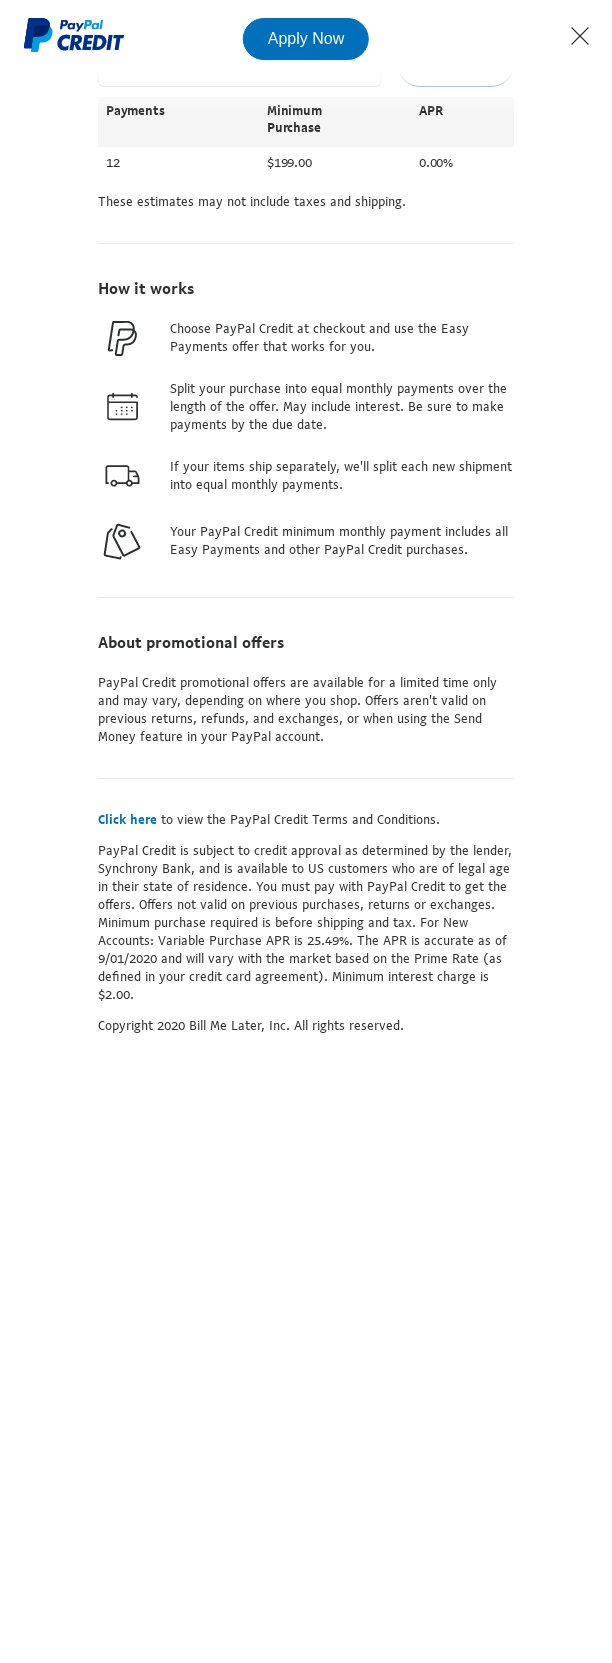 PayPal
CREDIT
Apply Now
Payments Minimum Purchase APR
12 $199.00 0.00%
These estimates may not include taxes and shipping.
How it works
Choose PayPal Credit at checkout and use the Easy
Payments offer that works for you.
Split your purchase into equal monthly payments over the
length of the offer. May include interest. Be sure to make
payments by the due date.
If your items ship separately, we'll split each new shipment
into equal monthly payments.
Your PayPal Credit minimum monthly payment includes all
Easy Payments and other PayPal Credit purchases.
About promotional offers
PayPal Credit promotional offers are available for a limited time only
and may vary, depending on where you shop. Offers aren't valid on
previous returns, refunds, and exchanges, or when using the Send
Money feature in your PayPal account.
Click here to view the PayPal Credit Terms and Conditions.
PayPal Credit is subject to credit approval as determined by the lender,
Synchrony Bank, and is available to US customers who are of legal age
in their state of residence. You must pay with PayPal Credit to get the
offers. Offers not valid on previous purchases, returns or exchanges.
Minimum purchase required is before shipping and tax. For New
Accounts: Variable Purchase APR is 25.49%. The APR is accurate as of
9/01/2020 and will vary with the market based on the Prime Rate (as
defined in your credit card agreement). Minimum interest charge is
$2.00.
Copyright 2020 Bill Me Later, Inc. All rights reserved.